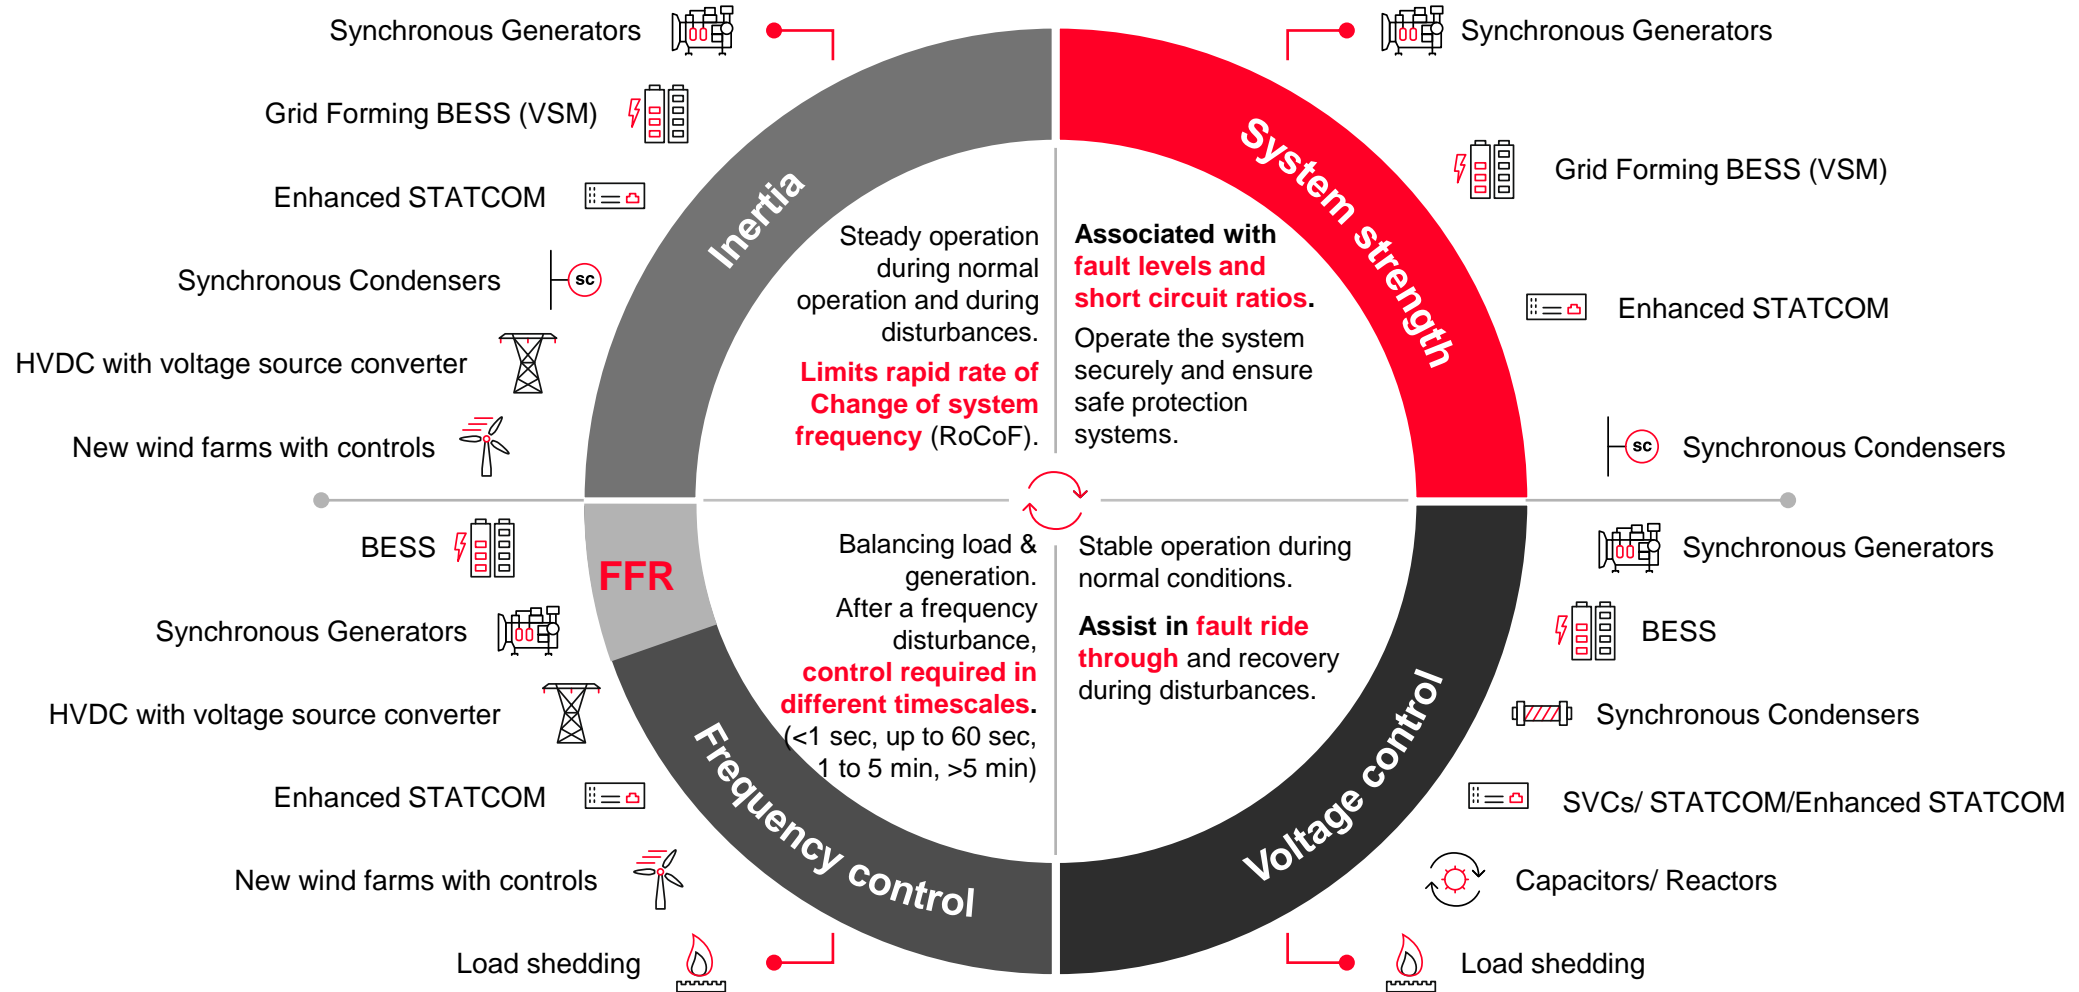 Synchronous Generators
Grid Forming BESS (VSM)
Enhanced STATCOM
Synchronous Condensers
sc
HVDC with voltage source converter
New wind farms with controls
Inertia
Steady operation
during normal
operation and during
disturbances.
Limits rapid rate of
Change of system
frequency (RoCoF).
System strength
Associated with
fault levels and
short circuit ratios.
Operate the system
securely and ensure
safe protection
systems.
Synchronous Generators
Grid Forming BESS (VSM)
Enhanced STATCOM
sc
Synchronous Condensers
BESS
Synchronous Generators
HVDC with voltage source converter
Enhanced STATCOM
New wind farms with controls
Load shedding
FFR
Frequency control
Balancing load &
generation.
After a frequency
disturbance,
control required in
different timescales.
(<1 sec, up to 60 sec,
1 to 5 min, >5 min)
Stable operation during
normal conditions.
Assist in fault ride
through and recovery
during disturbances.
Voltage control
Synchronous Generators
BESS
Synchronous Condensers
SVCs/ STATCOM/Enhanced STATCOM
Capacitors/ Reactors
Load shedding